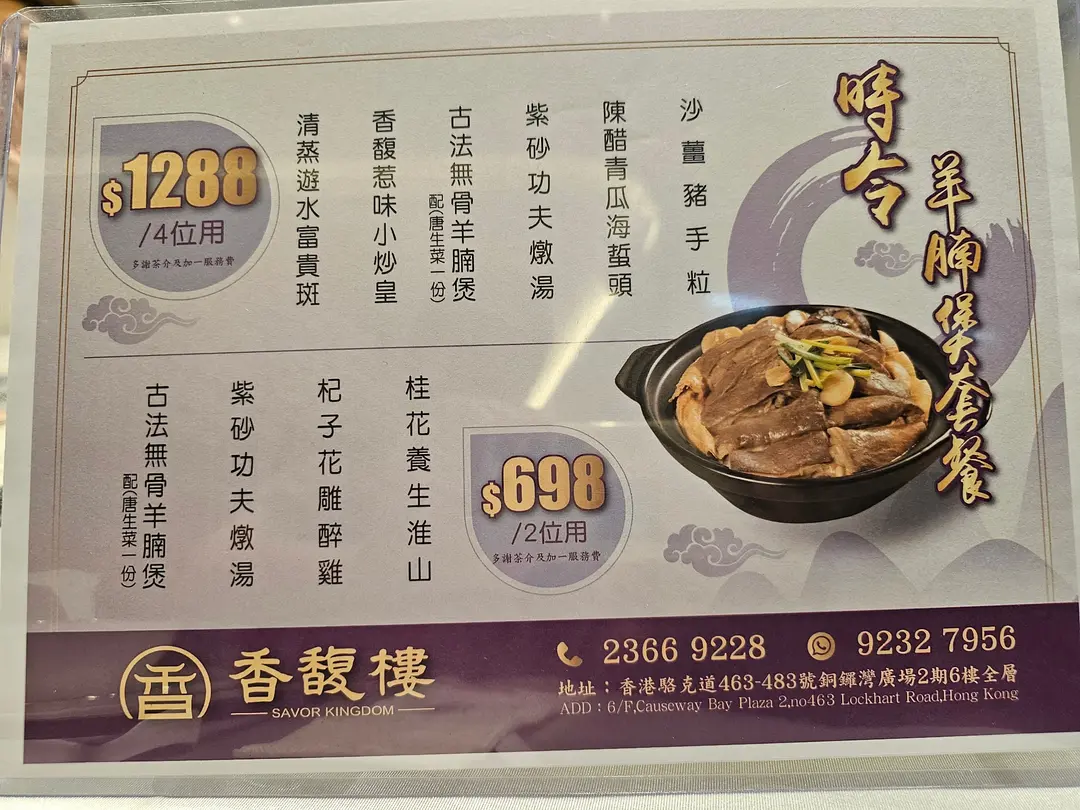 時令
羊腩煲套餐
沙薑豬手粒
陳醋青瓜海蜇頭
紫砂功夫燉湯
古法無骨羊腩煲
配(唐生菜一份)
香馥惹味小炒皇
清蒸遊水富貴斑
$1288
/4位用
多謝茶介及加一服務費
$698
/2位用
多謝茶介及加一服務費
桂花養生淮山
杞子花雕醉雞
紫砂功夫燉湯
古法無骨羊腩煲
配(唐生菜一份)
香
香馥樓
SAVOR KINGDOM
2366 9228
9232 7956
地址：香港駱克道463-483號銅鑼灣廣場2期6樓全層
ADD：6/F,Causeway Bay Plaza 2,no463 Lockhart Road,Hong Kong